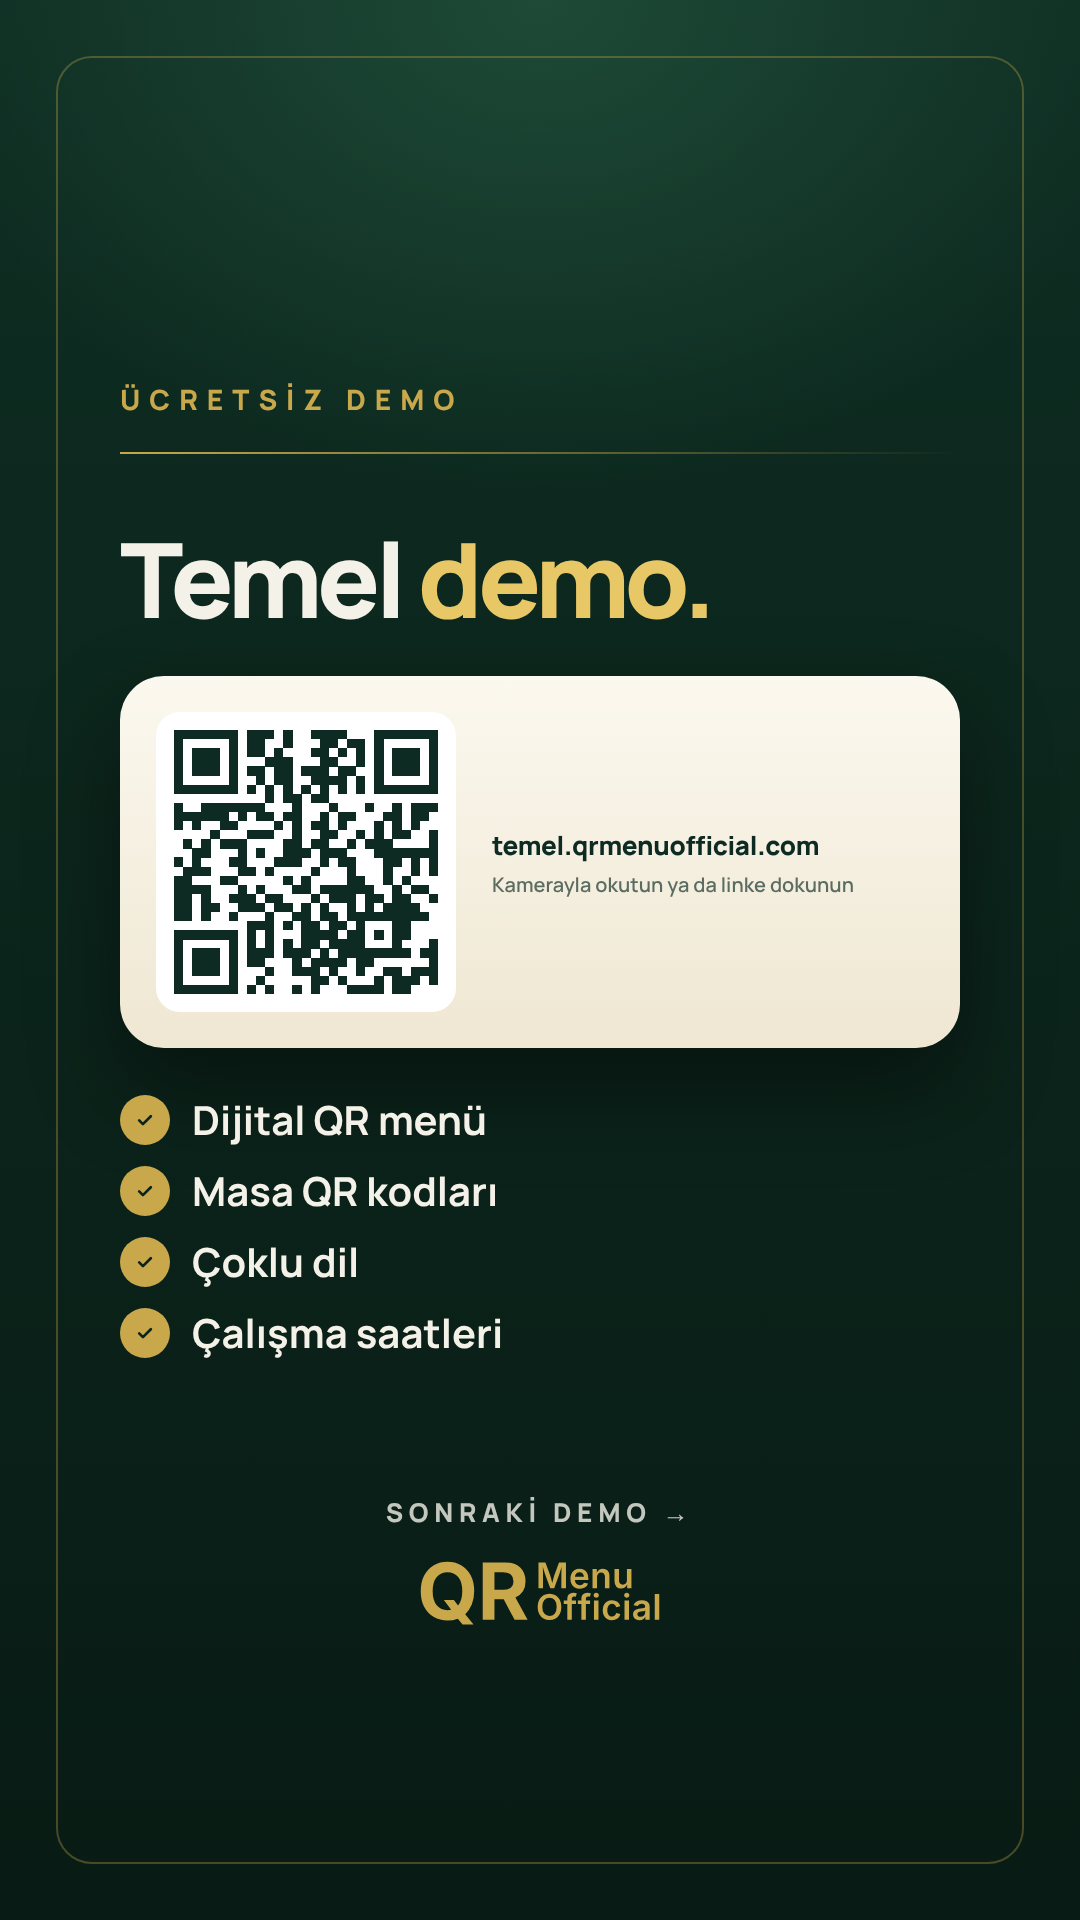 ÜCRETSİZ DEMO
Temel demo.
temel.qrmenuofficial.com
Kamerayla okutun ya da linke dokunun
Dijital QR menü
Masa QR kodları
Çoklu dil
Çalışma saatleri
SONRAKİ DEMO →
QR Menu
Official